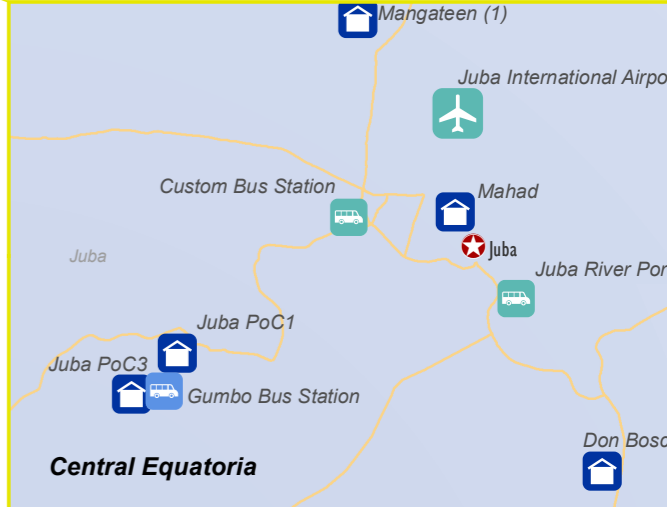 Mangateen (1)
Juba International Airpo
Custom Bus Station
Mahad
Juba
Juba
Juba River Por
Juba PoC1
Juba PoC3
Gumbo Bus Station
Don Bosc
Central Equatoria